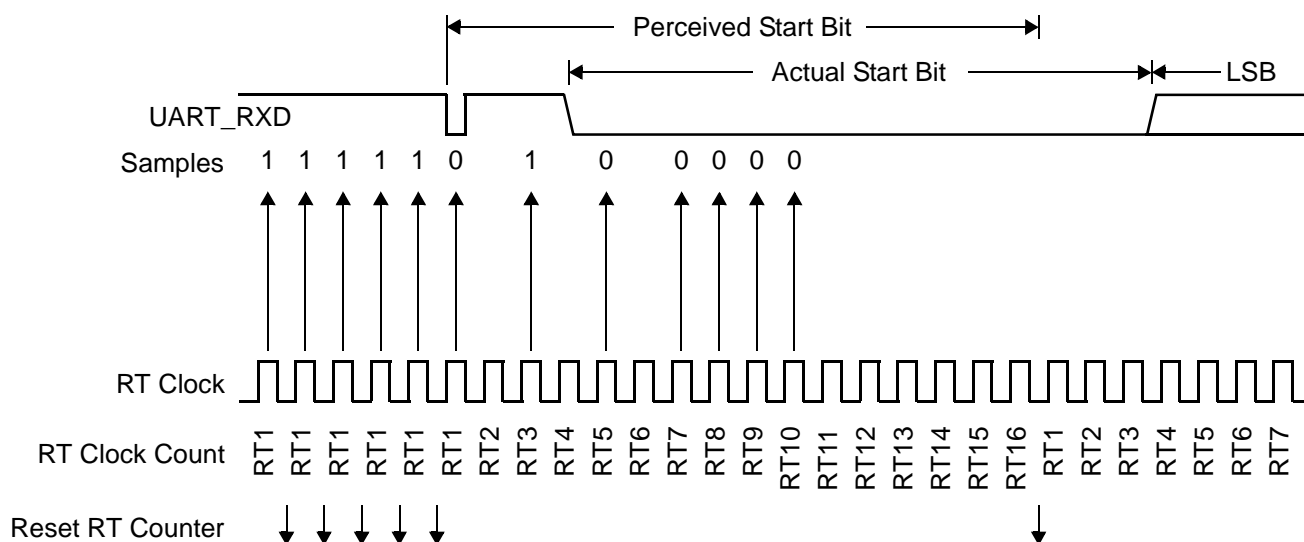 Perceived Start Bit
Actual Start Bit LSB
UART_RXD
Samples 1 1 1 1 1 0 1 0 0 0 0 0
RT Clock
RT Clock Count RT1 RT1 RT1 RT1 RT1 RT1 RT2 RT3 RT4 RT5 RT6 RT7 RT8 RT9 RT10 RT11 RT12 RT13 RT14 RT15 RT16 RT1 RT2 RT3 RT4 RT5 RT6 RT7
Reset RT Counter